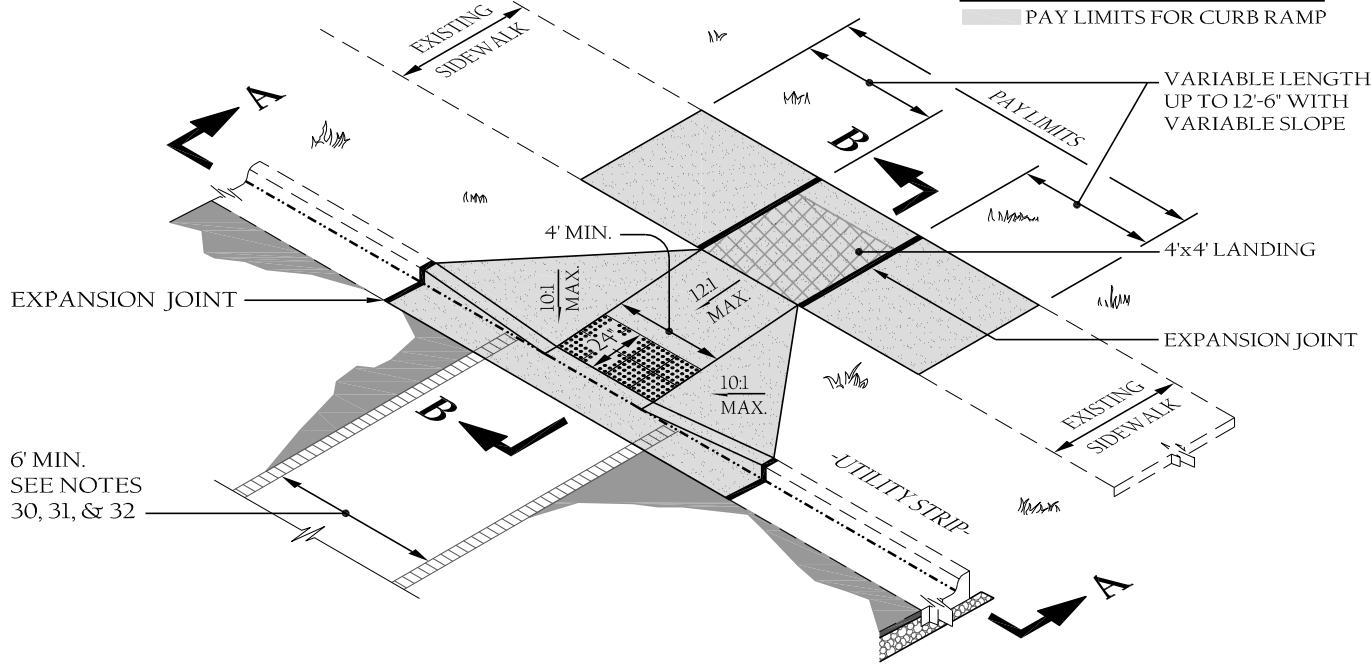 PAY LIMITS FOR CURB RAMP
EXISTING
SIDEWALK
A
B
PAY LIMITS
VARIABLE LENGTH
UP TO 12'-6" WITH
VARIABLE SLOPE
4' MIN.
4'x4' LANDING
10:1
MAX.
12:1
MAX.
EXPANSION JOINT
24"
EXPANSION JOINT
10:1
MAX.
B
EXISTING
SIDEWALK
6' MIN.
SEE NOTES
30, 31, & 32
-UTILITY STRIP-
A